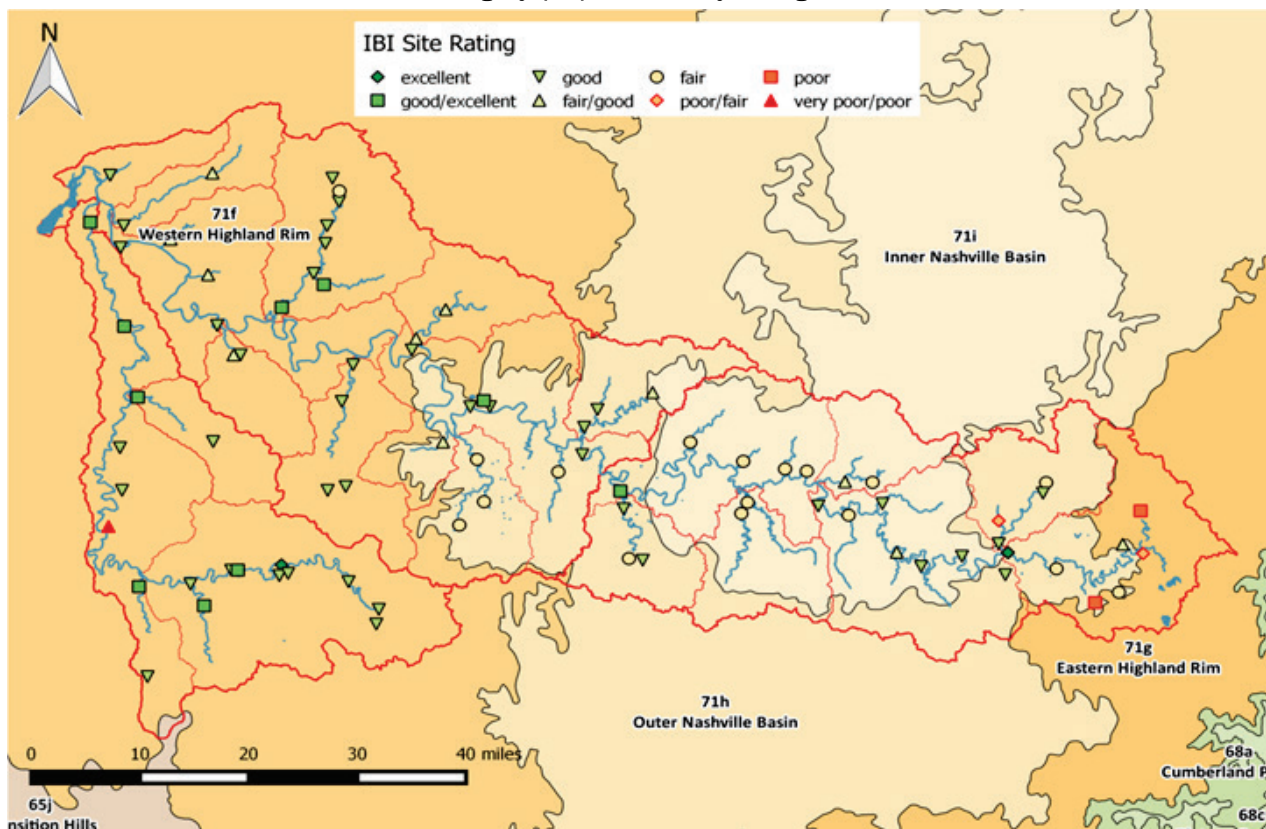 N
IBI Site Rating
excellent
good
fair
poor
good/excellent
fair/good
poor/fair
very poor/poor
71f
Western Highland Rim
71i
Inner Nashville Basin
71g
Eastern Highland Rim
71h
Outer Nashville Basin
0 10 20 30 40 miles
68a
Cumberland P
65j
nsition Hills
68c